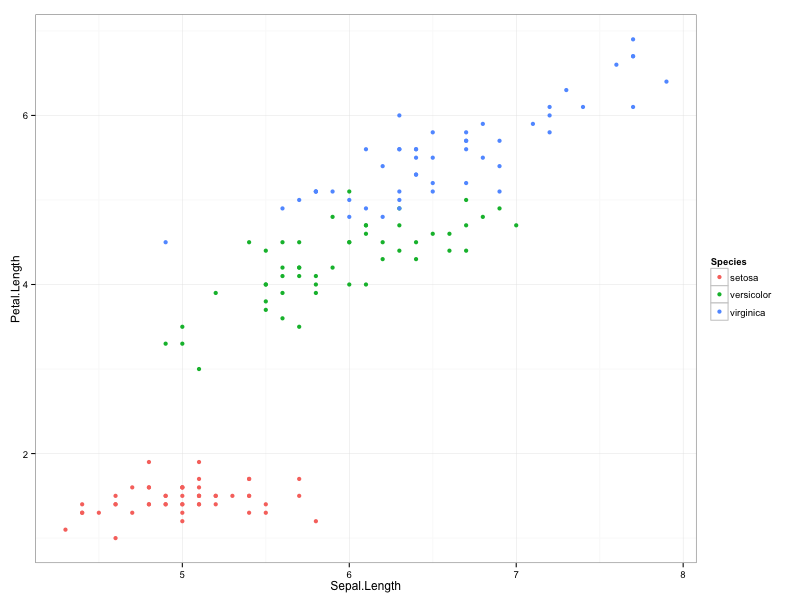 6
4
2
Petal.Length
5
6
7
8
Sepal.Length
Species
setosa
versicolor
virginica